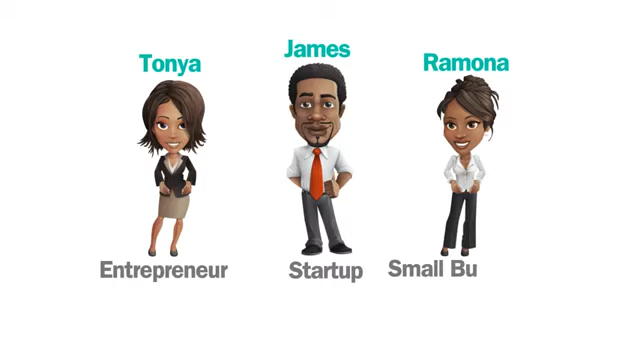 Tonya
James
Ramona
Entrepreneur
Startup
Small Bu